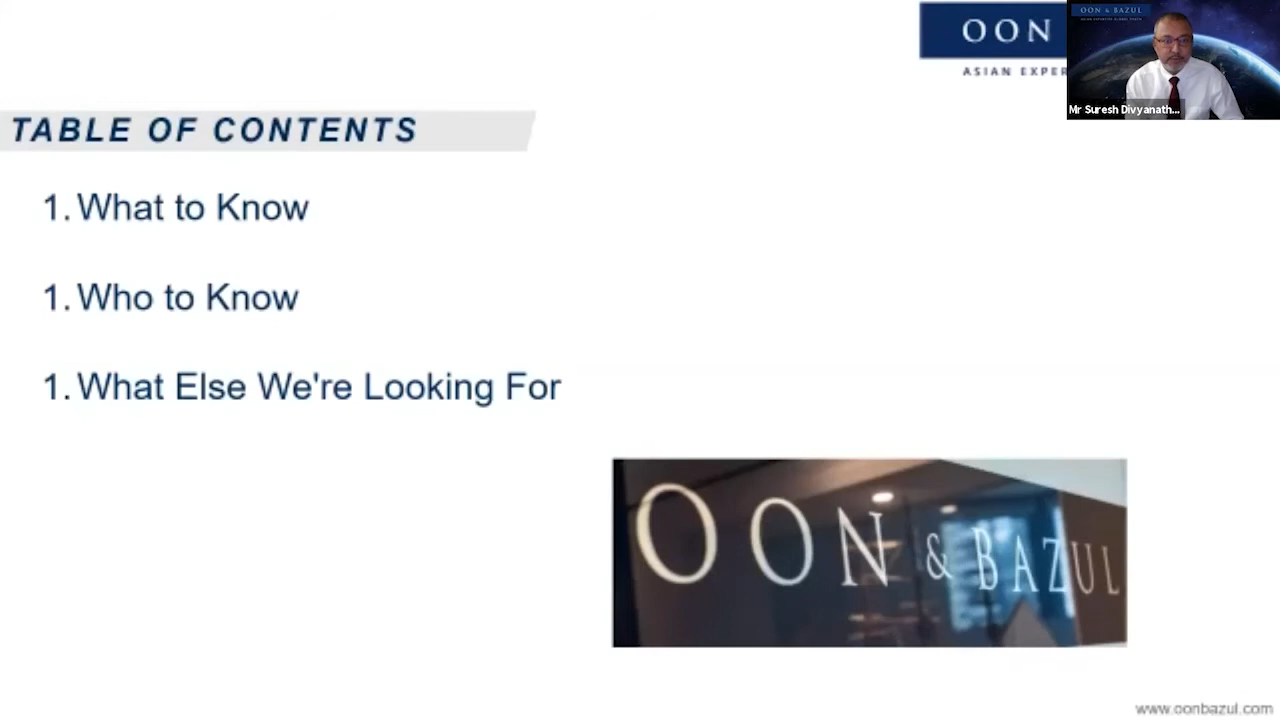 OON
ASIAN EXPER
OON & BAZUL
Mr Suresh Divyanath...
TABLE OF CONTENTS
1. What to Know
1. Who to Know
1. What Else We're Looking For
OON & BAZUL
www.oonbazul.com